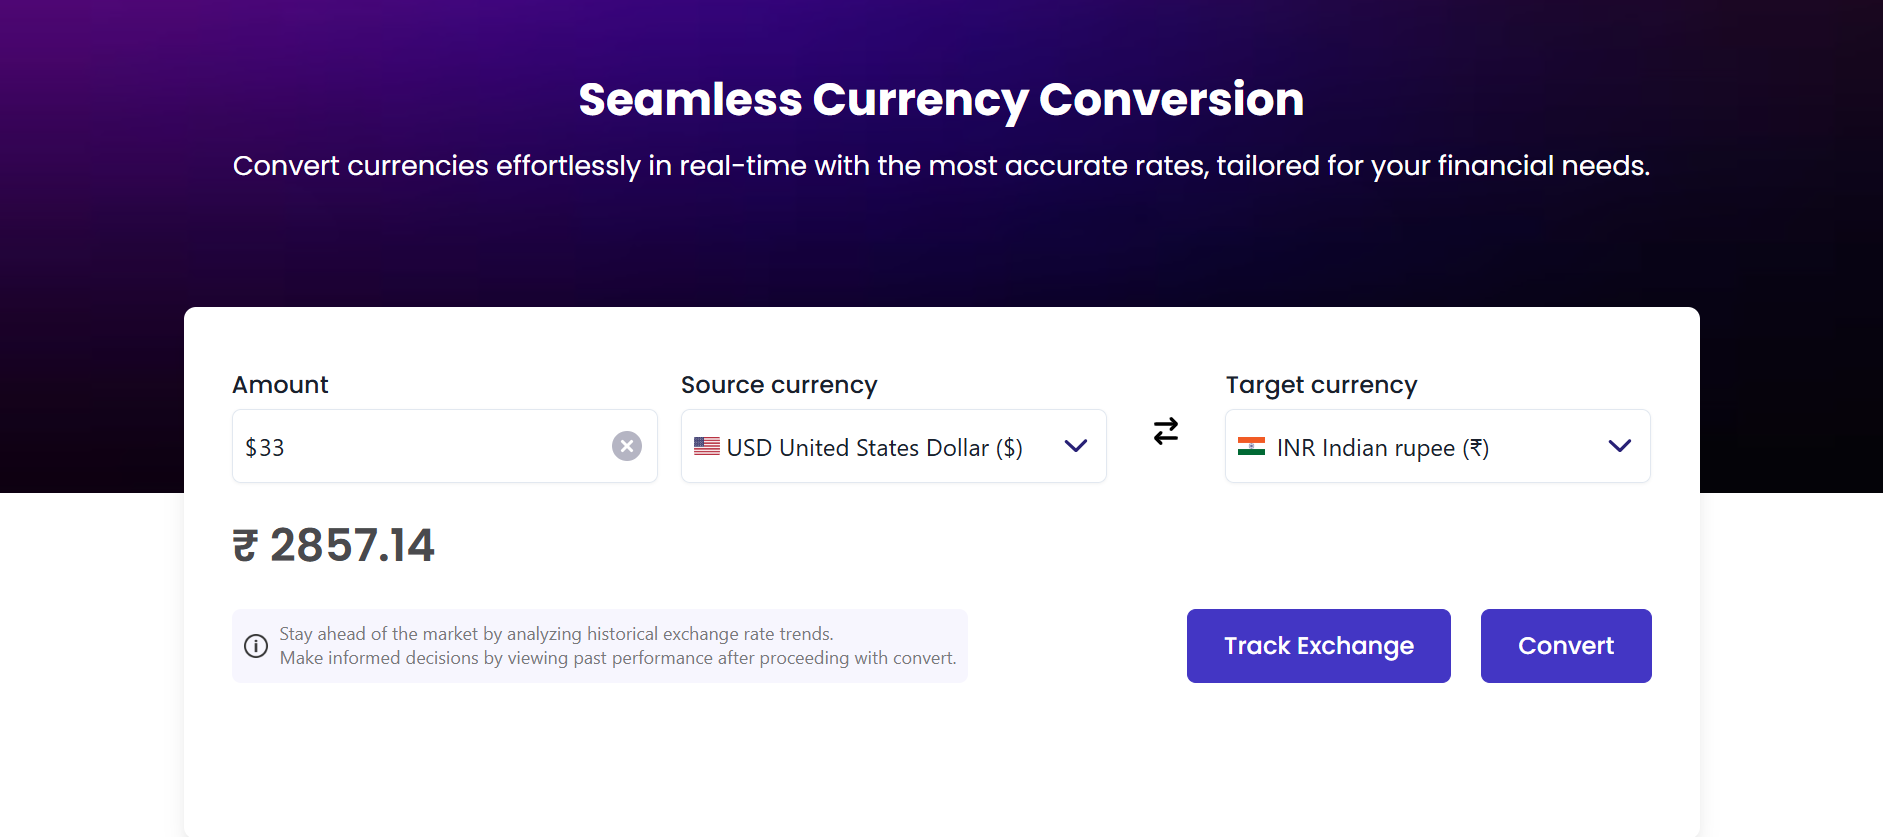 Seamless Currency Conversion
Convert currencies effortlessly in real-time with the most accurate rates, tailored for your financial needs.
Amount
$33
Source currency
USD United States Dollar ($)
Target currency
INR Indian rupee (₹)
₹ 2857.14
Stay ahead of the market by analyzing historical exchange rate trends.
Make informed decisions by viewing past performance after proceeding with convert.
Track Exchange
Convert